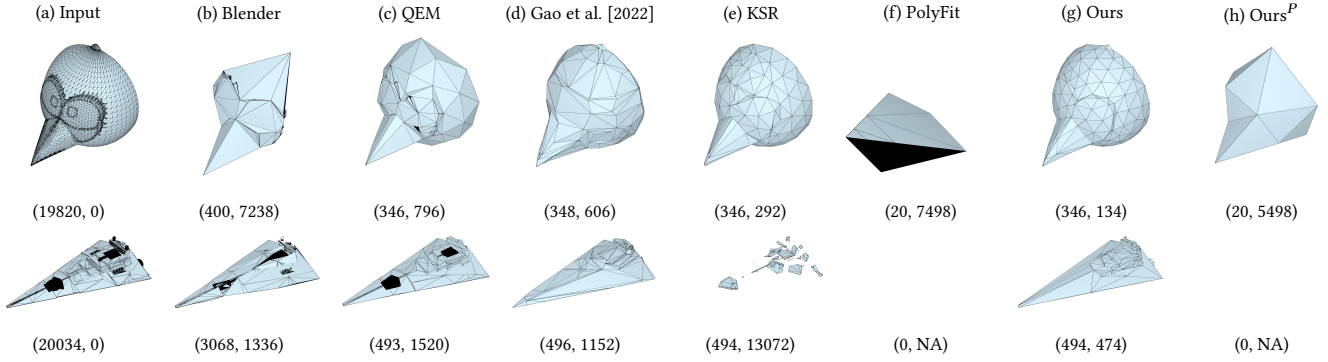 (a) Input (b) Blender (c) QEM (d) Gao et al. [2022] (e) KSR (f) PolyFit (g) Ours (h) Ours^P
(19820, 0) (400, 7238) (346, 796) (348, 606) (346, 292) (20, 7498) (346, 134) (20, 5498)
(20034, 0) (3068, 1336) (493, 1520) (496, 1152) (494, 13072) (0, NA) (494, 474) (0, NA)